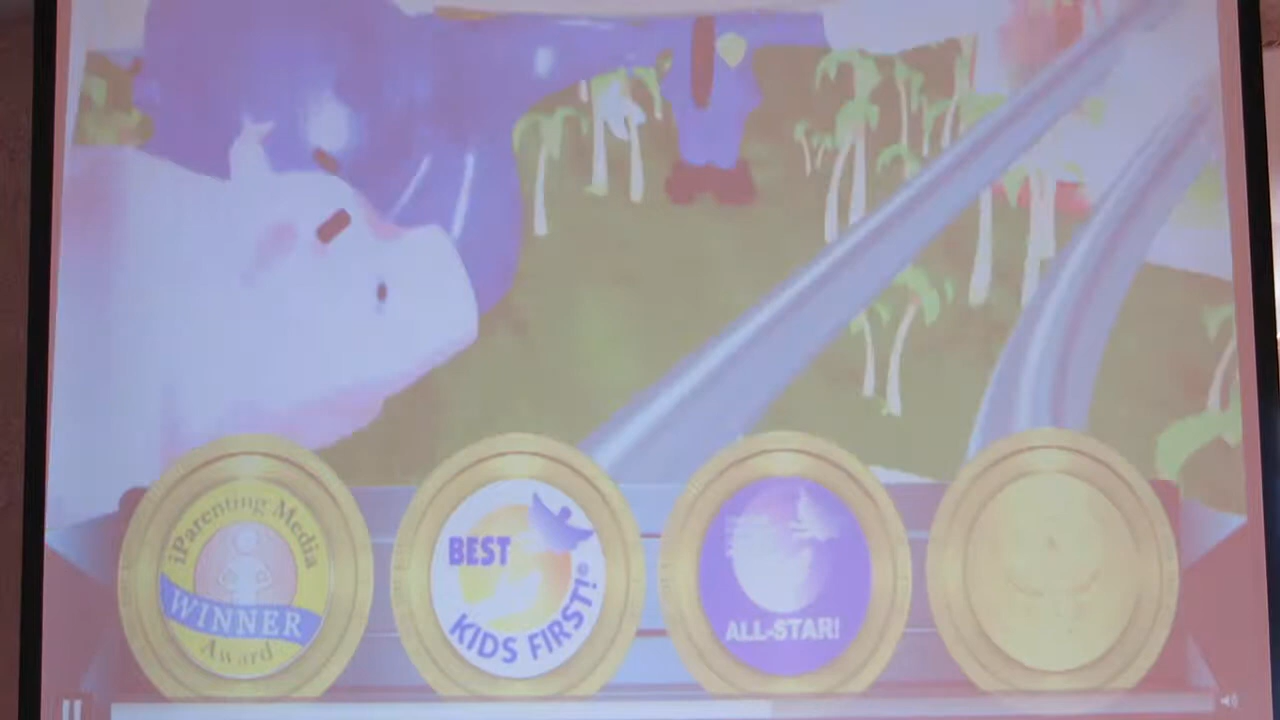 iParenting Media
WINNER
Award
BEST
KIDS FIRST!®
ALL-STAR!